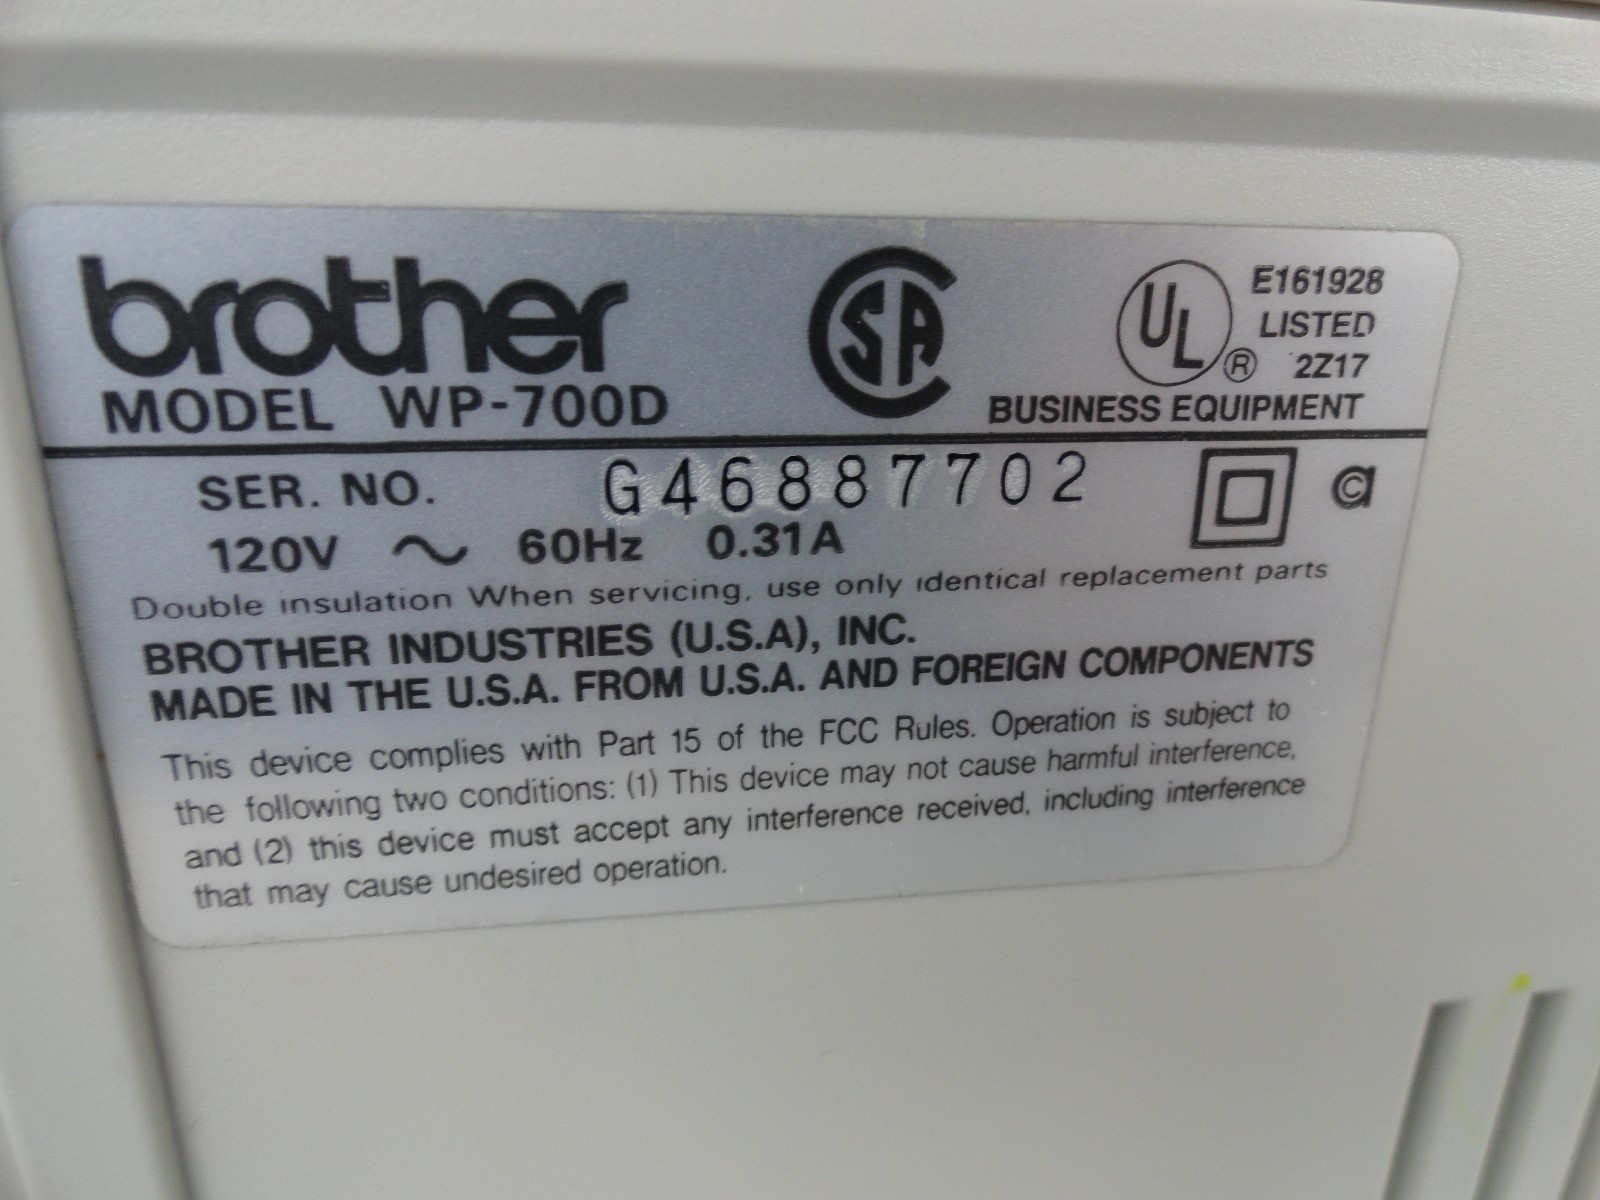 brother
MODEL WP-700D
SA
UL ®
E161928
LISTED
2Z17
BUSINESS EQUIPMENT
SER. NO. G46887702
120V ~ 60Hz 0.31A
Double insulation When servicing, use only identical replacement parts
BROTHER INDUSTRIES (U.S.A), INC.
MADE IN THE U.S.A. FROM U.S.A. AND FOREIGN COMPONENTS
This device complies with Part 15 of the FCC Rules. Operation is subject to
the following two conditions: (1) This device may not cause harmful interference,
and (2) this device must accept any interference received, including interference
that may cause undesired operation.